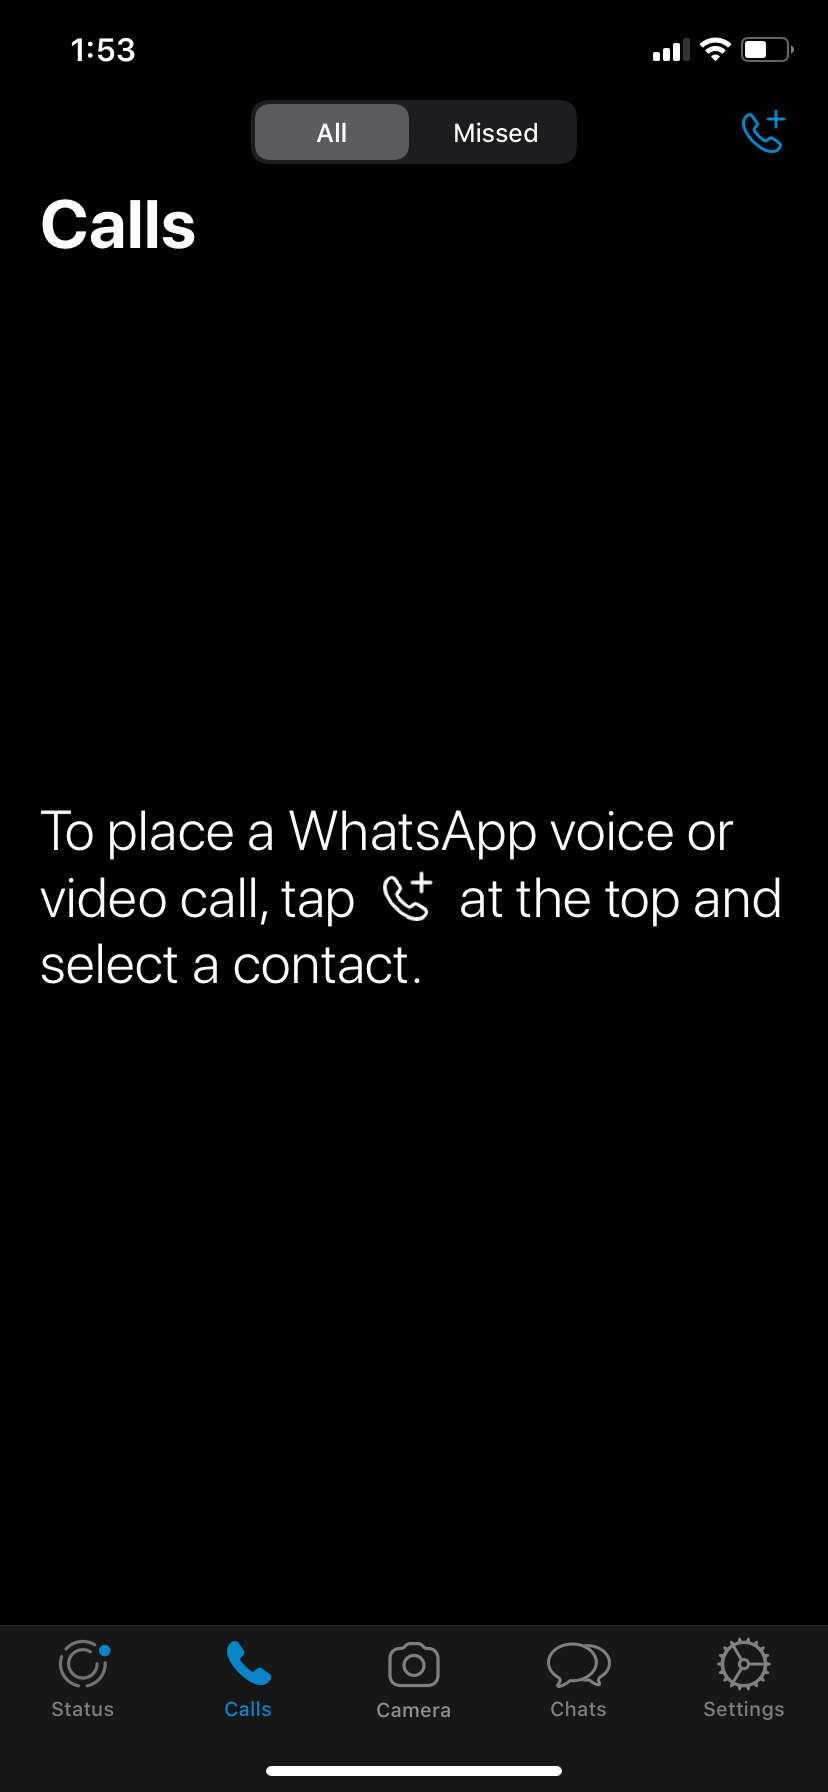 1:53
All Missed
Calls
To place a WhatsApp voice or
video call, tap at the top and
select a contact.
Status Calls Camera Chats Settings